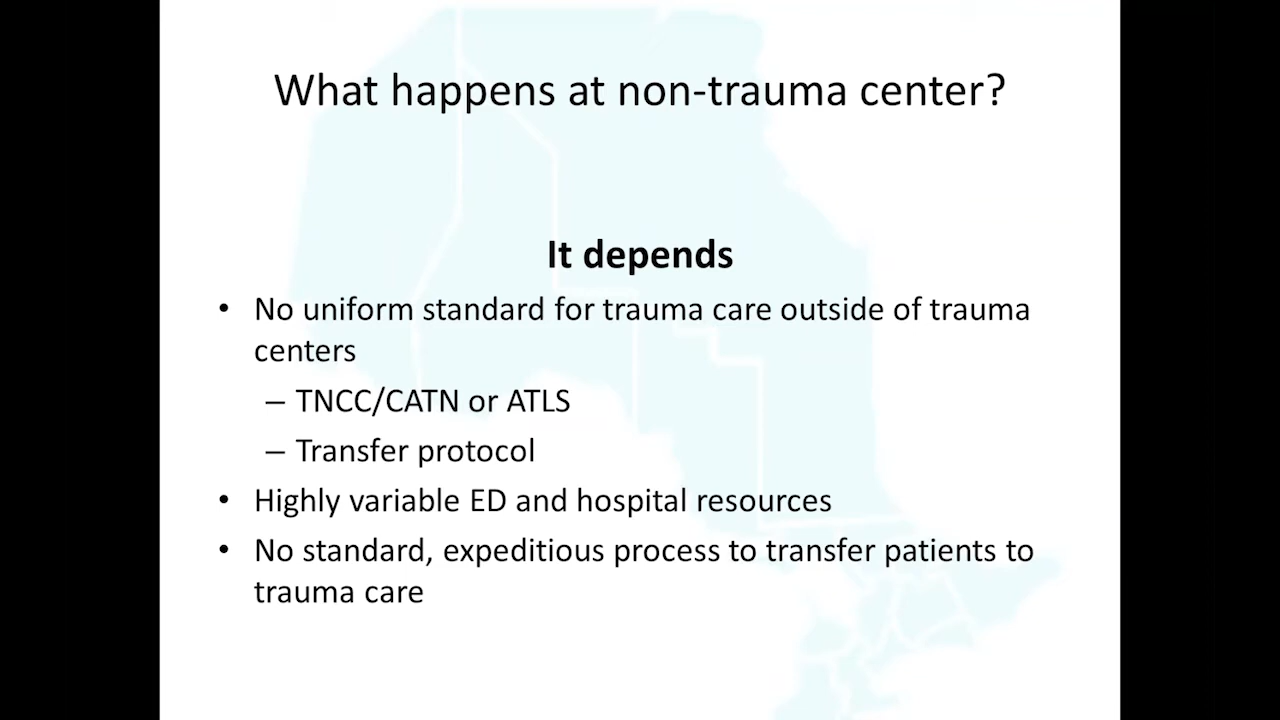 What happens at non-trauma center?
It depends
• No uniform standard for trauma care outside of trauma
centers
– TNCC/CATN or ATLS
– Transfer protocol
• Highly variable ED and hospital resources
• No standard, expeditious process to transfer patients to
trauma care